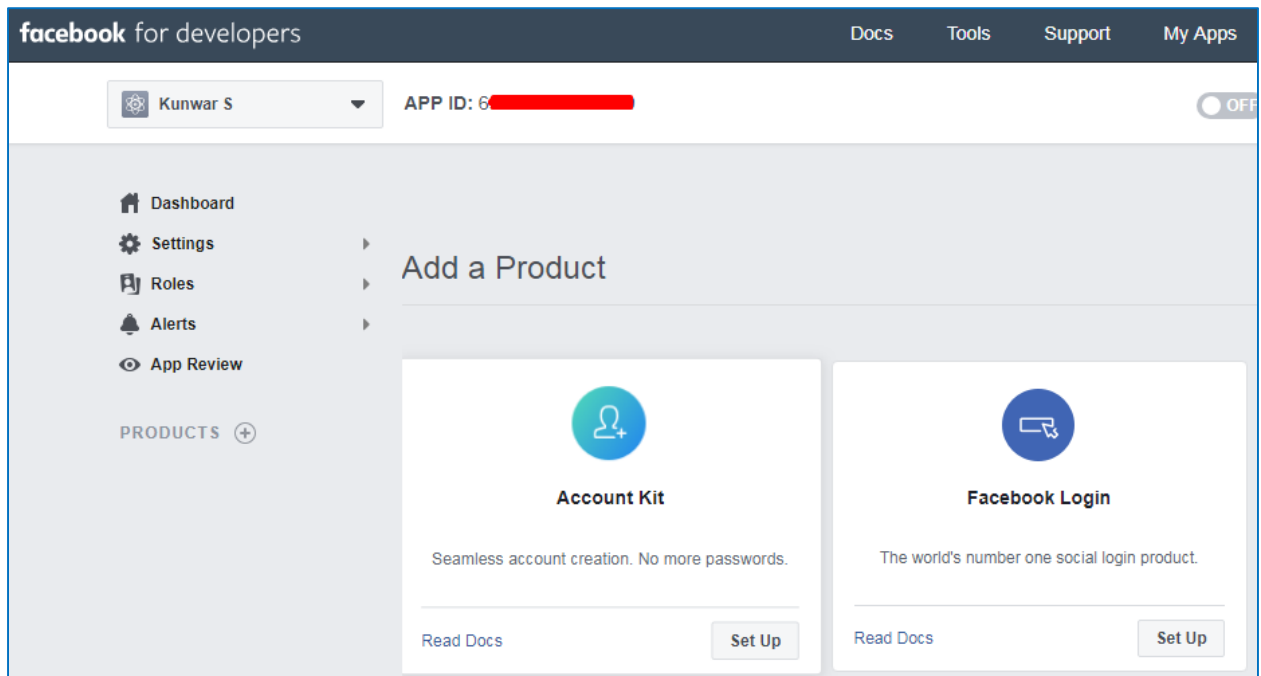 facebook for developers Docs Tools Support My Apps
Kunwar S APP ID: 6 OFF
Dashboard
Settings
Roles
Alerts
App Review
PRODUCTS
Add a Product
Account Kit
Seamless account creation. No more passwords.
Read Docs Set Up
Facebook Login
The world's number one social login product.
Read Docs Set Up